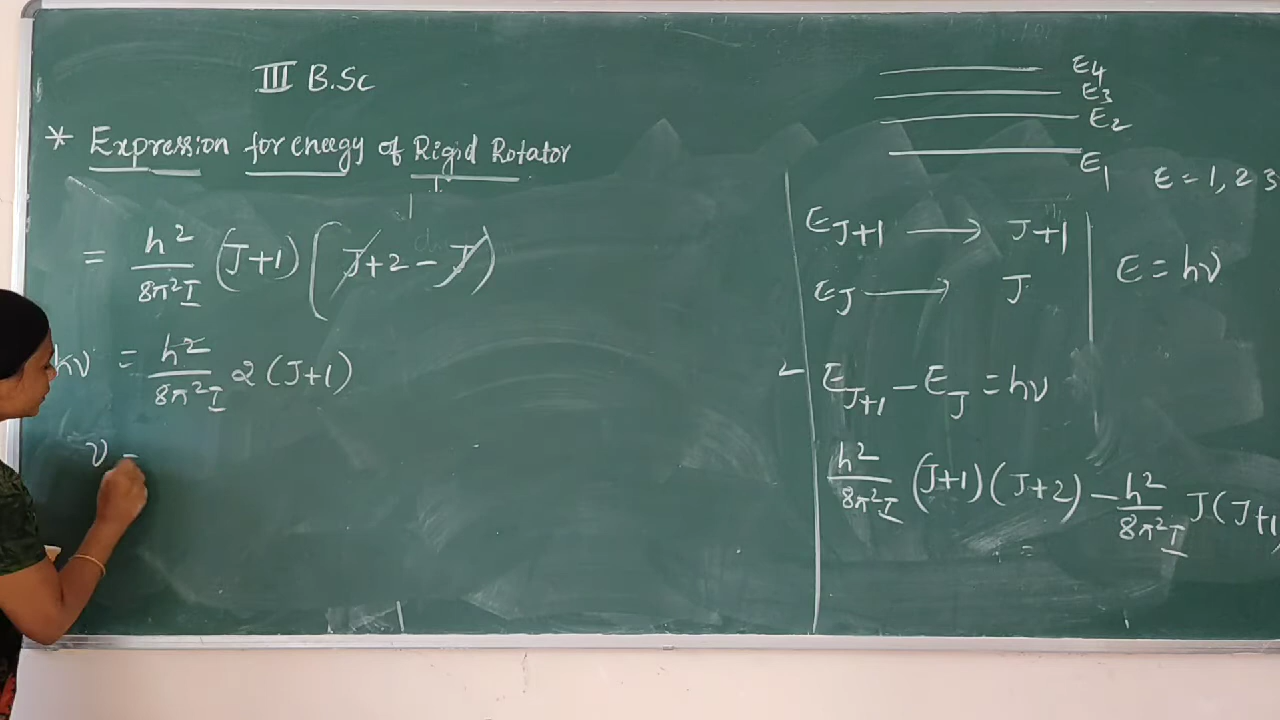 III B.Sc
* Expression for eneegy of Rigid Rotator
= h²/8π²I (J+1) (J+2-J)
hν = h²/8π²I 2 (J+1)
ν =
E4
E3
E2
E1
E = 1, 2 3
EJ+1 → J+1
EJ → J
E = hν
EJ+1 - EJ = hν
h²/8π²I (J+1) (J+2) - h²/8π²I J(J+1)
=